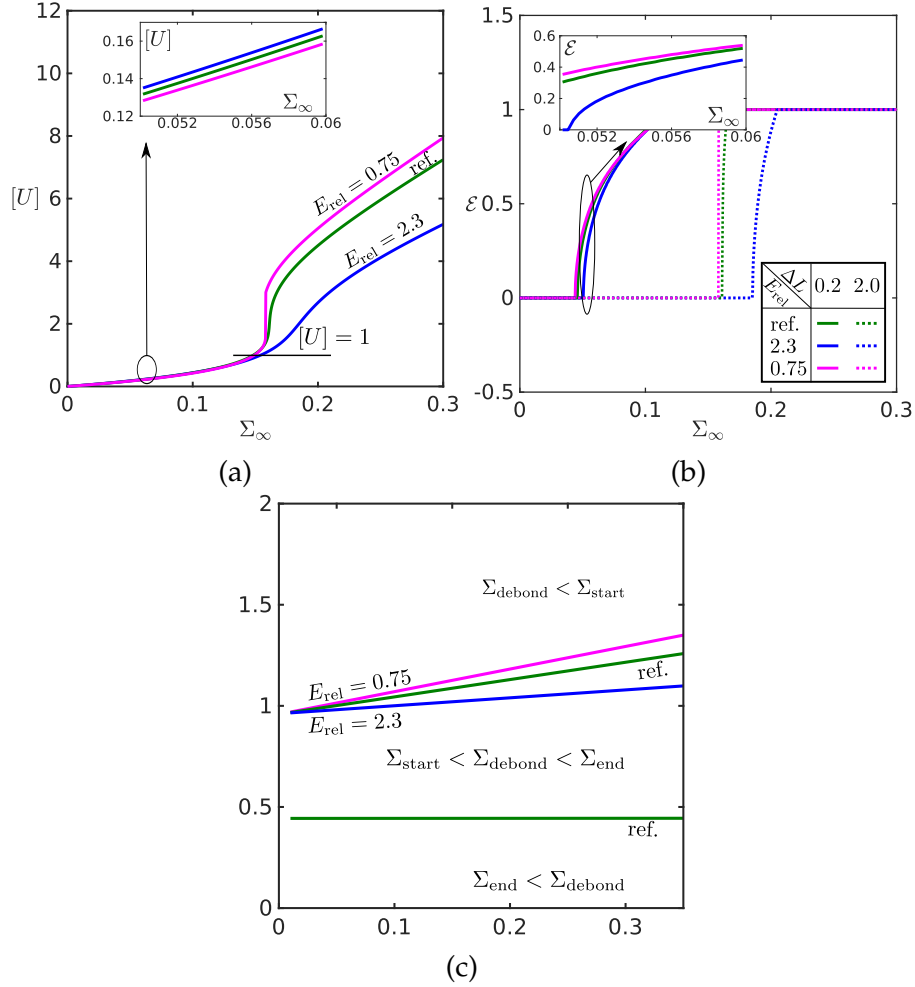 12
10
8
6
4
2
0
[U]
0.16
0.14
0.12
[U]
Σ∞
0.052
0.056
0.06
E_rel = 0.75
ref.
E_rel = 2.3
[U] = 1
0
0.1
0.2
0.3
Σ∞
(a)
1.5
1
0.5
0
-0.5
ℰ
0.6
0.4
0.2
0
ℰ
Σ∞
0.052
0.056
0.06
ΔL
E_rel
0.2 2.0
ref.
2.3
0.75
0
0.1
0.2
0.3
Σ∞
(b)
2
1.5
1
0.5
0
Σ_debond < Σ_start
E_rel = 0.75
ref.
E_rel = 2.3
Σ_start < Σ_debond < Σ_end
ref.
Σ_end < Σ_debond
0
0.1
0.2
0.3
(c)